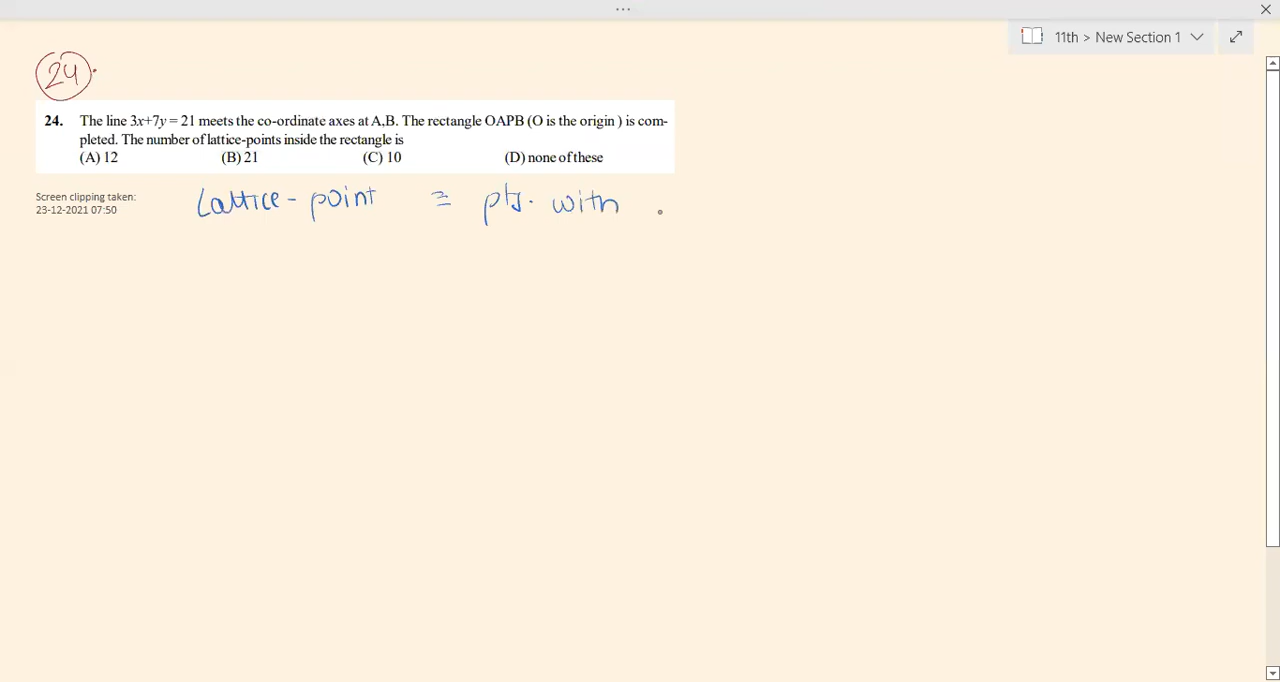 ...
11th > New Section 1
24.
24. The line 3x+7y = 21 meets the co-ordinate axes at A,B. The rectangle OAPB (O is the origin ) is com-
pleted. The number of lattice-points inside the rectangle is
(A) 12 (B) 21 (C) 10 (D) none of these
Screen clipping taken:
23-12-2021 07:50
Lattice-point = pts. with